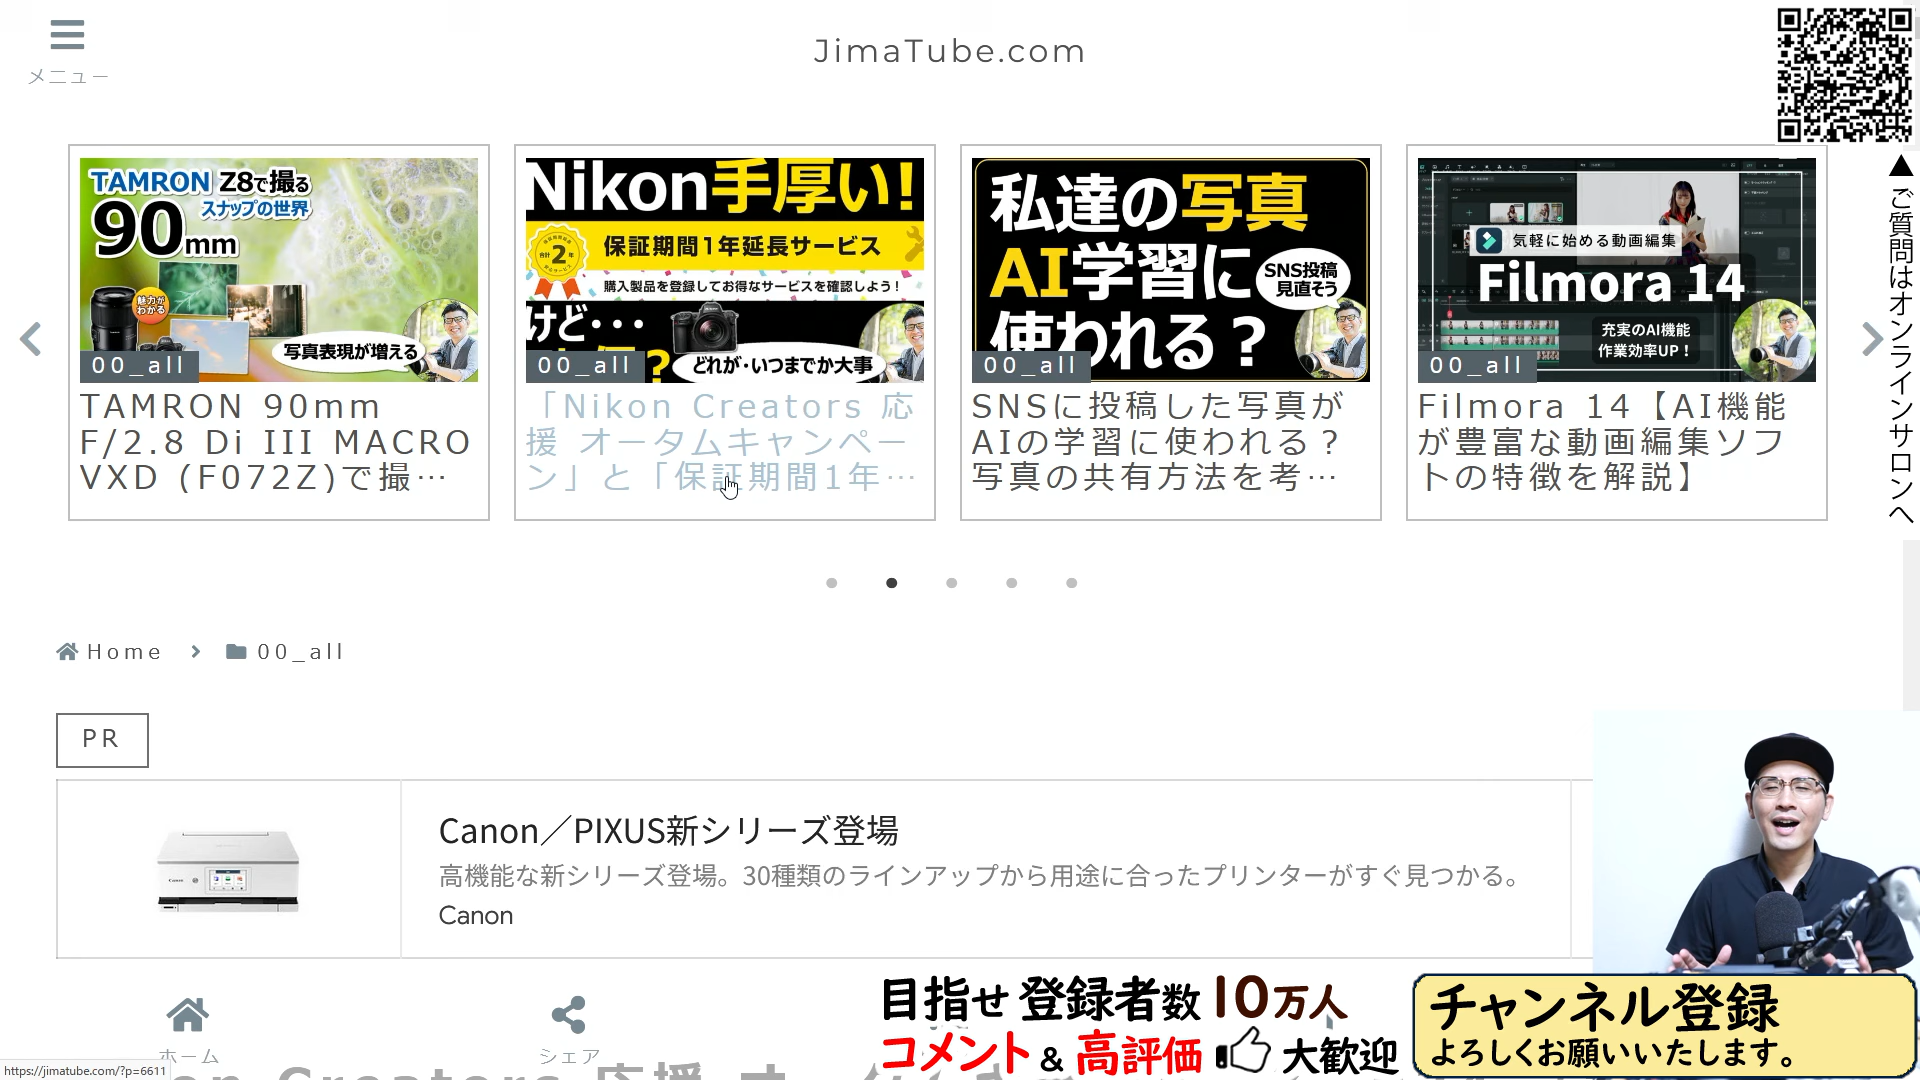 メニュー
JimaTube.com
▲ご質問はオンラインサロンへ
TAMRON Z8で撮る
スナップの世界
90mm
魅力が
わかる
写真表現が増える
00_all
TAMRON 90mm
F/2.8 Di III MACRO
VXD (F072Z)で撮…
Nikon手厚い!
保証期間1年延長サービス
合計2年
購入製品を登録してお得なサービスを確認しよう!
けど・・・
?
どれが・いつまでか大事
00_all
「Nikon Creators 応
援 オータムキャンペー
ン」と「保証期間1年…
私達の写真
AI学習に
使われる?
SNS投稿
見直そう
00_all
SNSに投稿した写真が
AIの学習に使われる?
写真の共有方法を考…
気軽に始める動画編集
Filmora 14
充実のAI機能
作業効率UP!
00_all
Filmora 14【AI機能
が豊富な動画編集ソフ
トの特徴を解説】
Home > 00_all
PR
Canon/PIXUS新シリーズ登場
高機能な新シリーズ登場。30種類のラインアップから用途に合ったプリンターがすぐ見つかる。
Canon
ホーム
シェア
目指せ登録者数10万人
コメント&高評価大歓迎
チャンネル登録
よろしくお願いいたします。
https://jimatube.com/?p=6611
on Creators 応援 オ